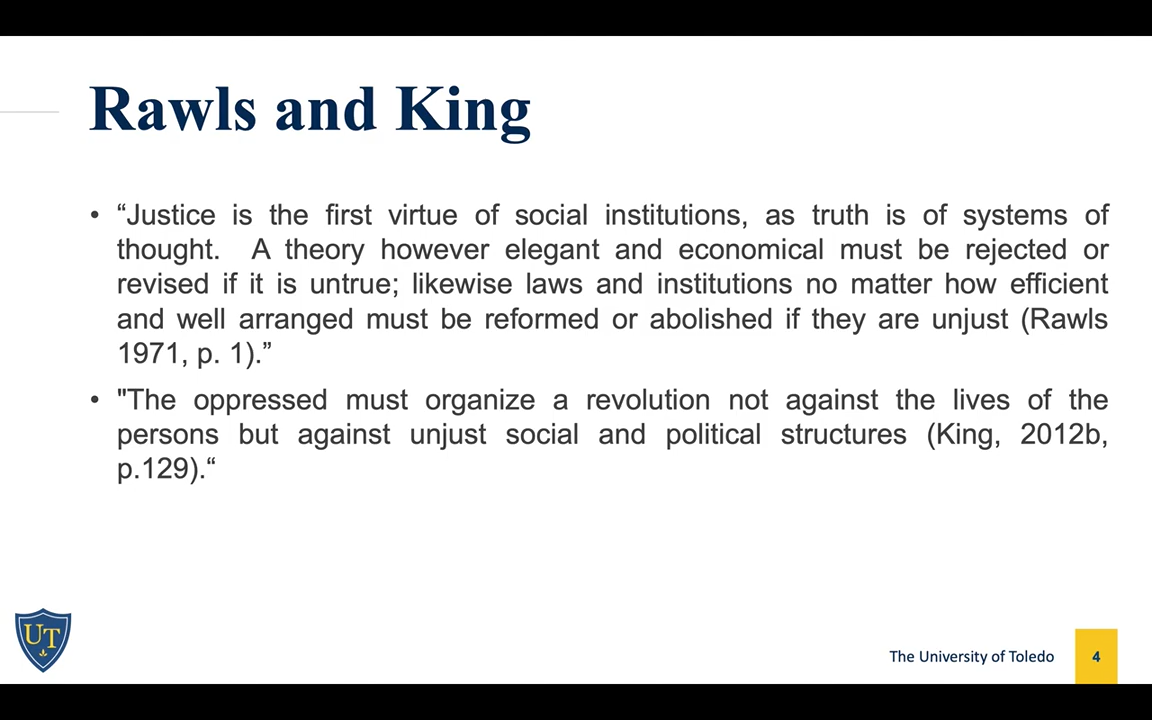 Rawls and King
• “Justice is the first virtue of social institutions, as truth is of systems of
thought. A theory however elegant and economical must be rejected or
revised if it is untrue; likewise laws and institutions no matter how efficient
and well arranged must be reformed or abolished if they are unjust (Rawls
1971, p. 1).”
• "The oppressed must organize a revolution not against the lives of the
persons but against unjust social and political structures (King, 2012b,
p.129).“
UT
The University of Toledo
4